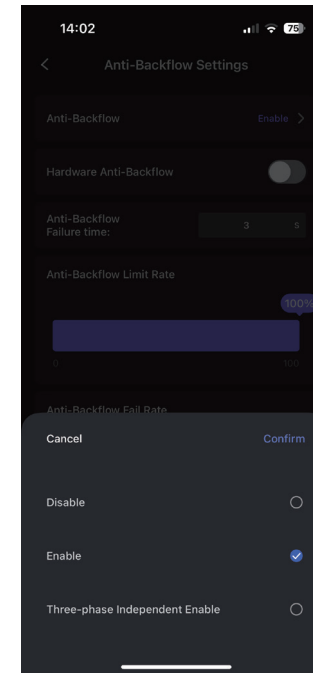 14:02
75
Anti-Backflow Settings
Anti-Backflow
Enable
Hardware Anti-Backflow
Anti-Backflow
Failure time:
3
s
Anti-Backflow Limit Rate
100%
0
100
Anti-Backflow Fail Rate
Cancel
Confirm
Disable
Enable
Three-phase Independent Enable